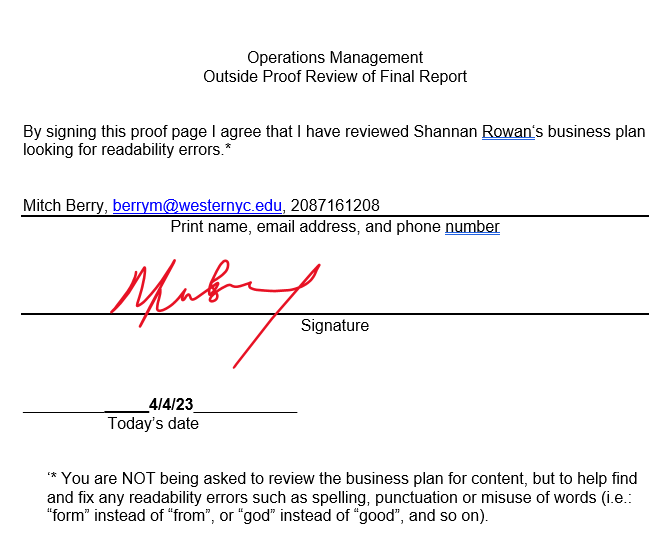 Operations Management
Outside Proof Review of Final Report
By signing this proof page I agree that I have reviewed Shannan Rowan‘s business plan
looking for readability errors.*
Mitch Berry, berrym@westernyc.edu, 2087161208
Print name, email address, and phone number
Signature
4/4/23
Today’s date
‘* You are NOT being asked to review the business plan for content, but to help find
and fix any readability errors such as spelling, punctuation or misuse of words (i.e.:
“form” instead of “from”, or “god” instead of “good”, and so on).